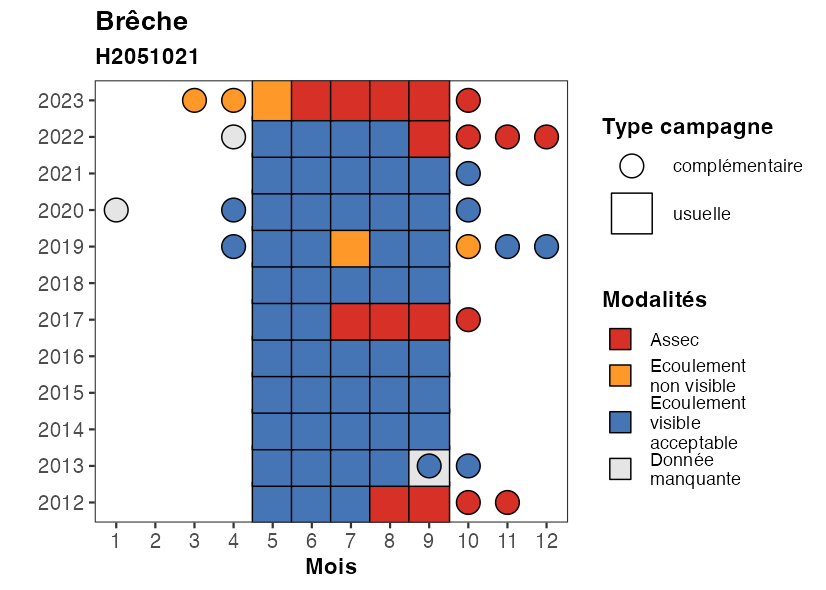 Brêche
H2051021
2023
2022
2021
2020
2019
2018
2017
2016
2015
2014
2013
2012
1 2 3 4 5 6 7 8 9 10 11 12
Mois
Type campagne
complémentaire
usuelle
Modalités
Assec
Ecoulement
non visible
Ecoulement
visible
acceptable
Donnée
manquante